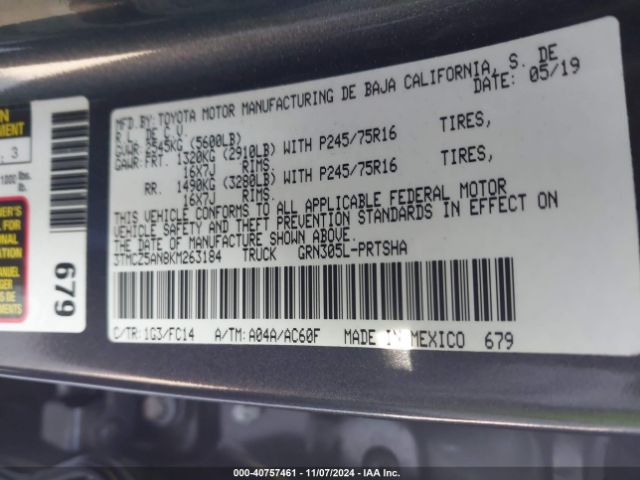 MFD.BY: TOYOTA MOTOR MANUFACTURING DE BAJA CALIFORNIA, S. DE
R. L. DE C.V. DATE: 05/19
GVWR 2545KG (5600LB)
GAWR: FRT. 1320KG (2910LB) WITH P245/75R16 TIRES,
16X7J RIMS.
RR. 1490KG (3280LB) WITH P245/75R16 TIRES,
16X7J RIMS.
THIS VEHICLE CONFORMS TO ALL APPLICABLE FEDERAL MOTOR
VEHICLE SAFETY AND THEFT PREVENTION STANDARDS IN EFFECT ON
THE DATE OF MANUFACTURE SHOWN ABOVE.
3TMCZ5AN8KM263184 TRUCK GRN305L-PRTSHA
C/TR:1G3/FC14 A/TM:A04A/AC60F MADE IN MEXICO 679
679
000-40757461 - 11/07/2024 - IAA Inc.